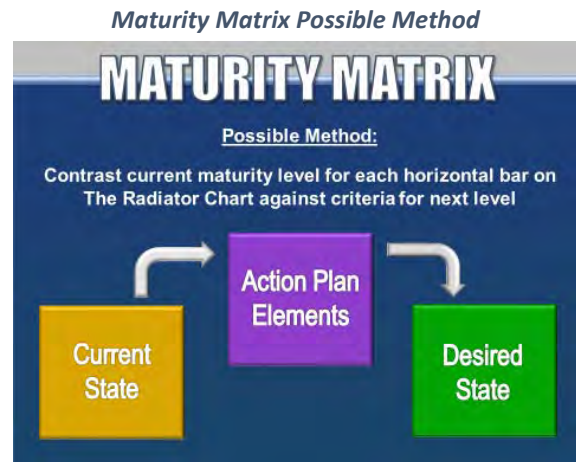 Maturity Matrix Possible Method
MATURITY MATRIX
Possible Method:
Contrast current maturity level for each horizontal bar on
The Radiator Chart against criteria for next level
Action Plan
Elements
Current
State
Desired
State